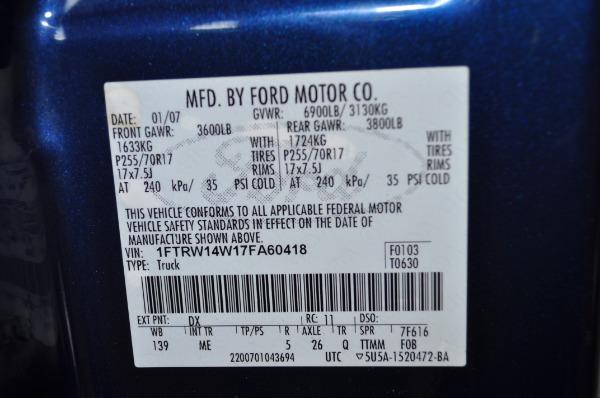 MFD. BY FORD MOTOR CO.
DATE: 01/07 GVWR: 6900LB/ 3130KG
FRONT GAWR: 3600LB REAR GAWR: 3800LB
1633KG WITH 1724KG WITH
P255/70R17 TIRES P255/70R17 TIRES
17x7.5J RIMS 17x7.5J RIMS
AT 240 kPa/ 35 PSI COLD AT 240 kPa/ 35 PSI COLD
THIS VEHICLE CONFORMS TO ALL APPLICABLE FEDERAL MOTOR
VEHICLE SAFETY STANDARDS IN EFFECT ON THE DATE OF
MANUFACTURE SHOWN ABOVE.
VIN: 1FTRW14W17FA60418 F0103
TYPE: Truck T0630
EXT PNT: DX RC: 11 DSO:
WB INT TR TP/PS R AXLE TR SPR 7F616
139 ME 5 26 Q TTMM FOB
2200701043694 UTC ▽5U5A-1520472-BA